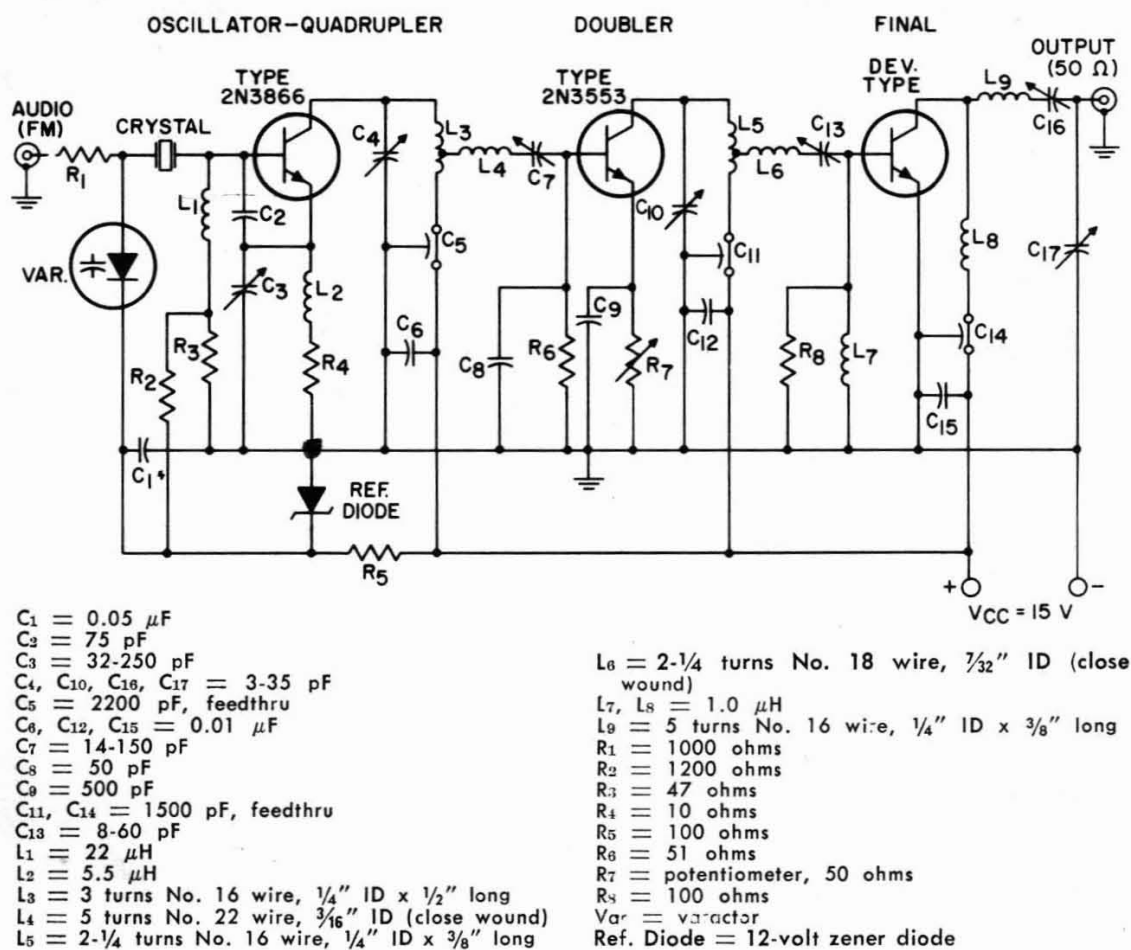 OSCILLATOR-QUADRUPLER
DOUBLER
FINAL
TYPE
2N3866
TYPE
2N3553
DEV.
TYPE
OUTPUT
(50 Ω)
AUDIO
(FM)
CRYSTAL
R1
L1
C2
C3
L2
R4
C4
L3
L4
C7
C5
C6
VAR.
R2
R3
C1
REF.
DIODE
R5
C8
R6
C9
R7
C10
L5
L6
C13
C11
C12
R8
L7
L8
C14
C15
L9
C16
C17
+
-
VCC = 15 V
C1 = 0.05 μF
C2 = 75 pF
C3 = 32-250 pF
C4, C10, C16, C17 = 3-35 pF
C5 = 2200 pF, feedthru
C6, C12, C15 = 0.01 μF
C7 = 14-150 pF
C8 = 50 pF
C9 = 500 pF
C11, C14 = 1500 pF, feedthru
C13 = 8-60 pF
L1 = 22 μH
L2 = 5.5 μH
L3 = 3 turns No. 16 wire, 1/4″ ID x 1/2″ long
L4 = 5 turns No. 22 wire, 3/16″ ID (close wound)
L5 = 2-1/4 turns No. 16 wire, 1/4″ ID x 3/8″ long
L6 = 2-1/4 turns No. 18 wire, 7/32″ ID (close
wound)
L7, L8 = 1.0 μH
L9 = 5 turns No. 16 wire, 1/4″ ID x 3/8″ long
R1 = 1000 ohms
R2 = 1200 ohms
R3 = 47 ohms
R4 = 10 ohms
R5 = 100 ohms
R6 = 51 ohms
R7 = potentiometer, 50 ohms
R8 = 100 ohms
Var = varactor
Ref. Diode = 12-volt zener diode